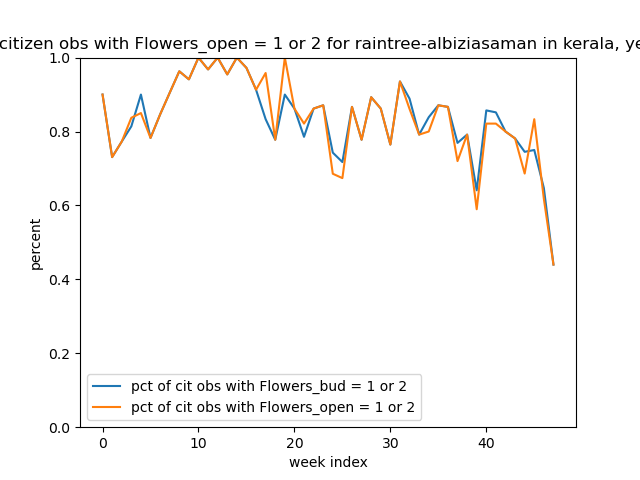 citizen obs with Flowers_open = 1 or 2 for raintree-albiziasaman in kerala,
1.0
0.8
0.6
0.4
0.2
0.0
percent
pct of cit obs with Flowers_bud = 1 or 2
pct of cit obs with Flowers_open = 1 or 2
0 10 20 30 40
week index